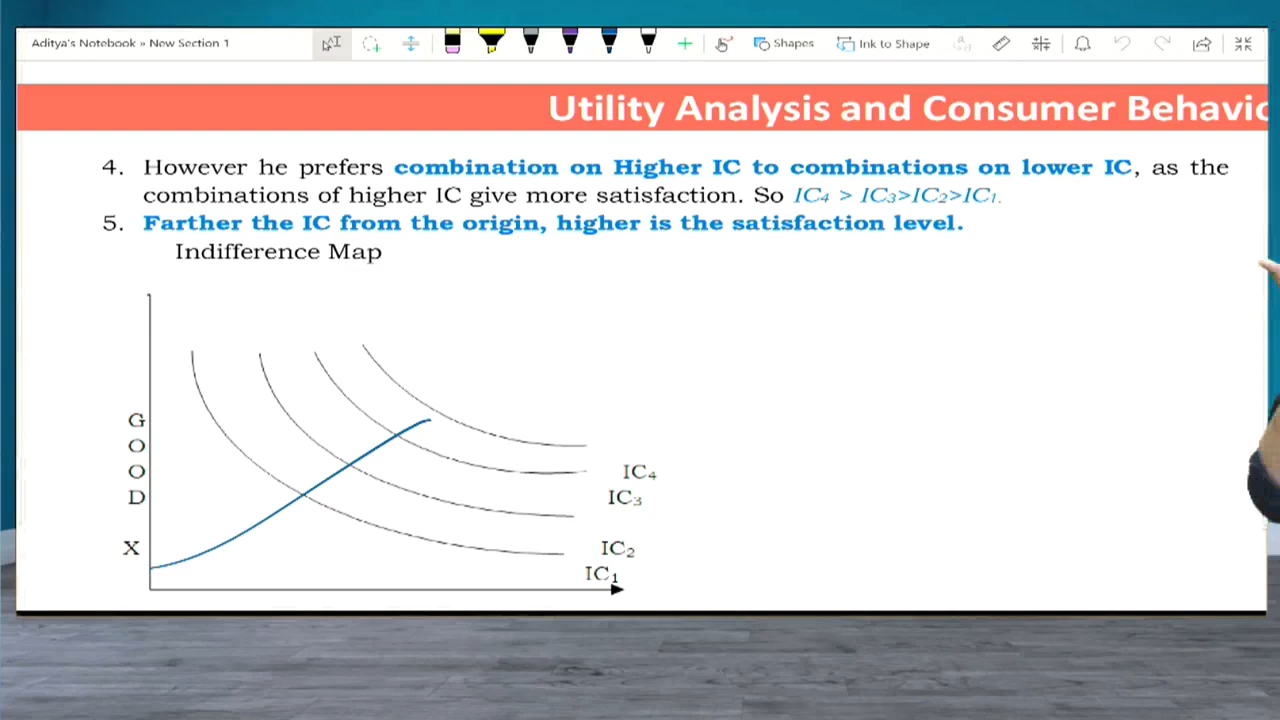 Aditya's Notebook » New Section 1
Shapes
Ink to Shape
Utility Analysis and Consumer Behavio
4. However he prefers combination on Higher IC to combinations on lower IC, as the
combinations of higher IC give more satisfaction. So IC4 > IC3>IC2>IC1.
5. Farther the IC from the origin, higher is the satisfaction level.
Indifference Map
G
O
O
D
X
IC4
IC3
IC2
IC1